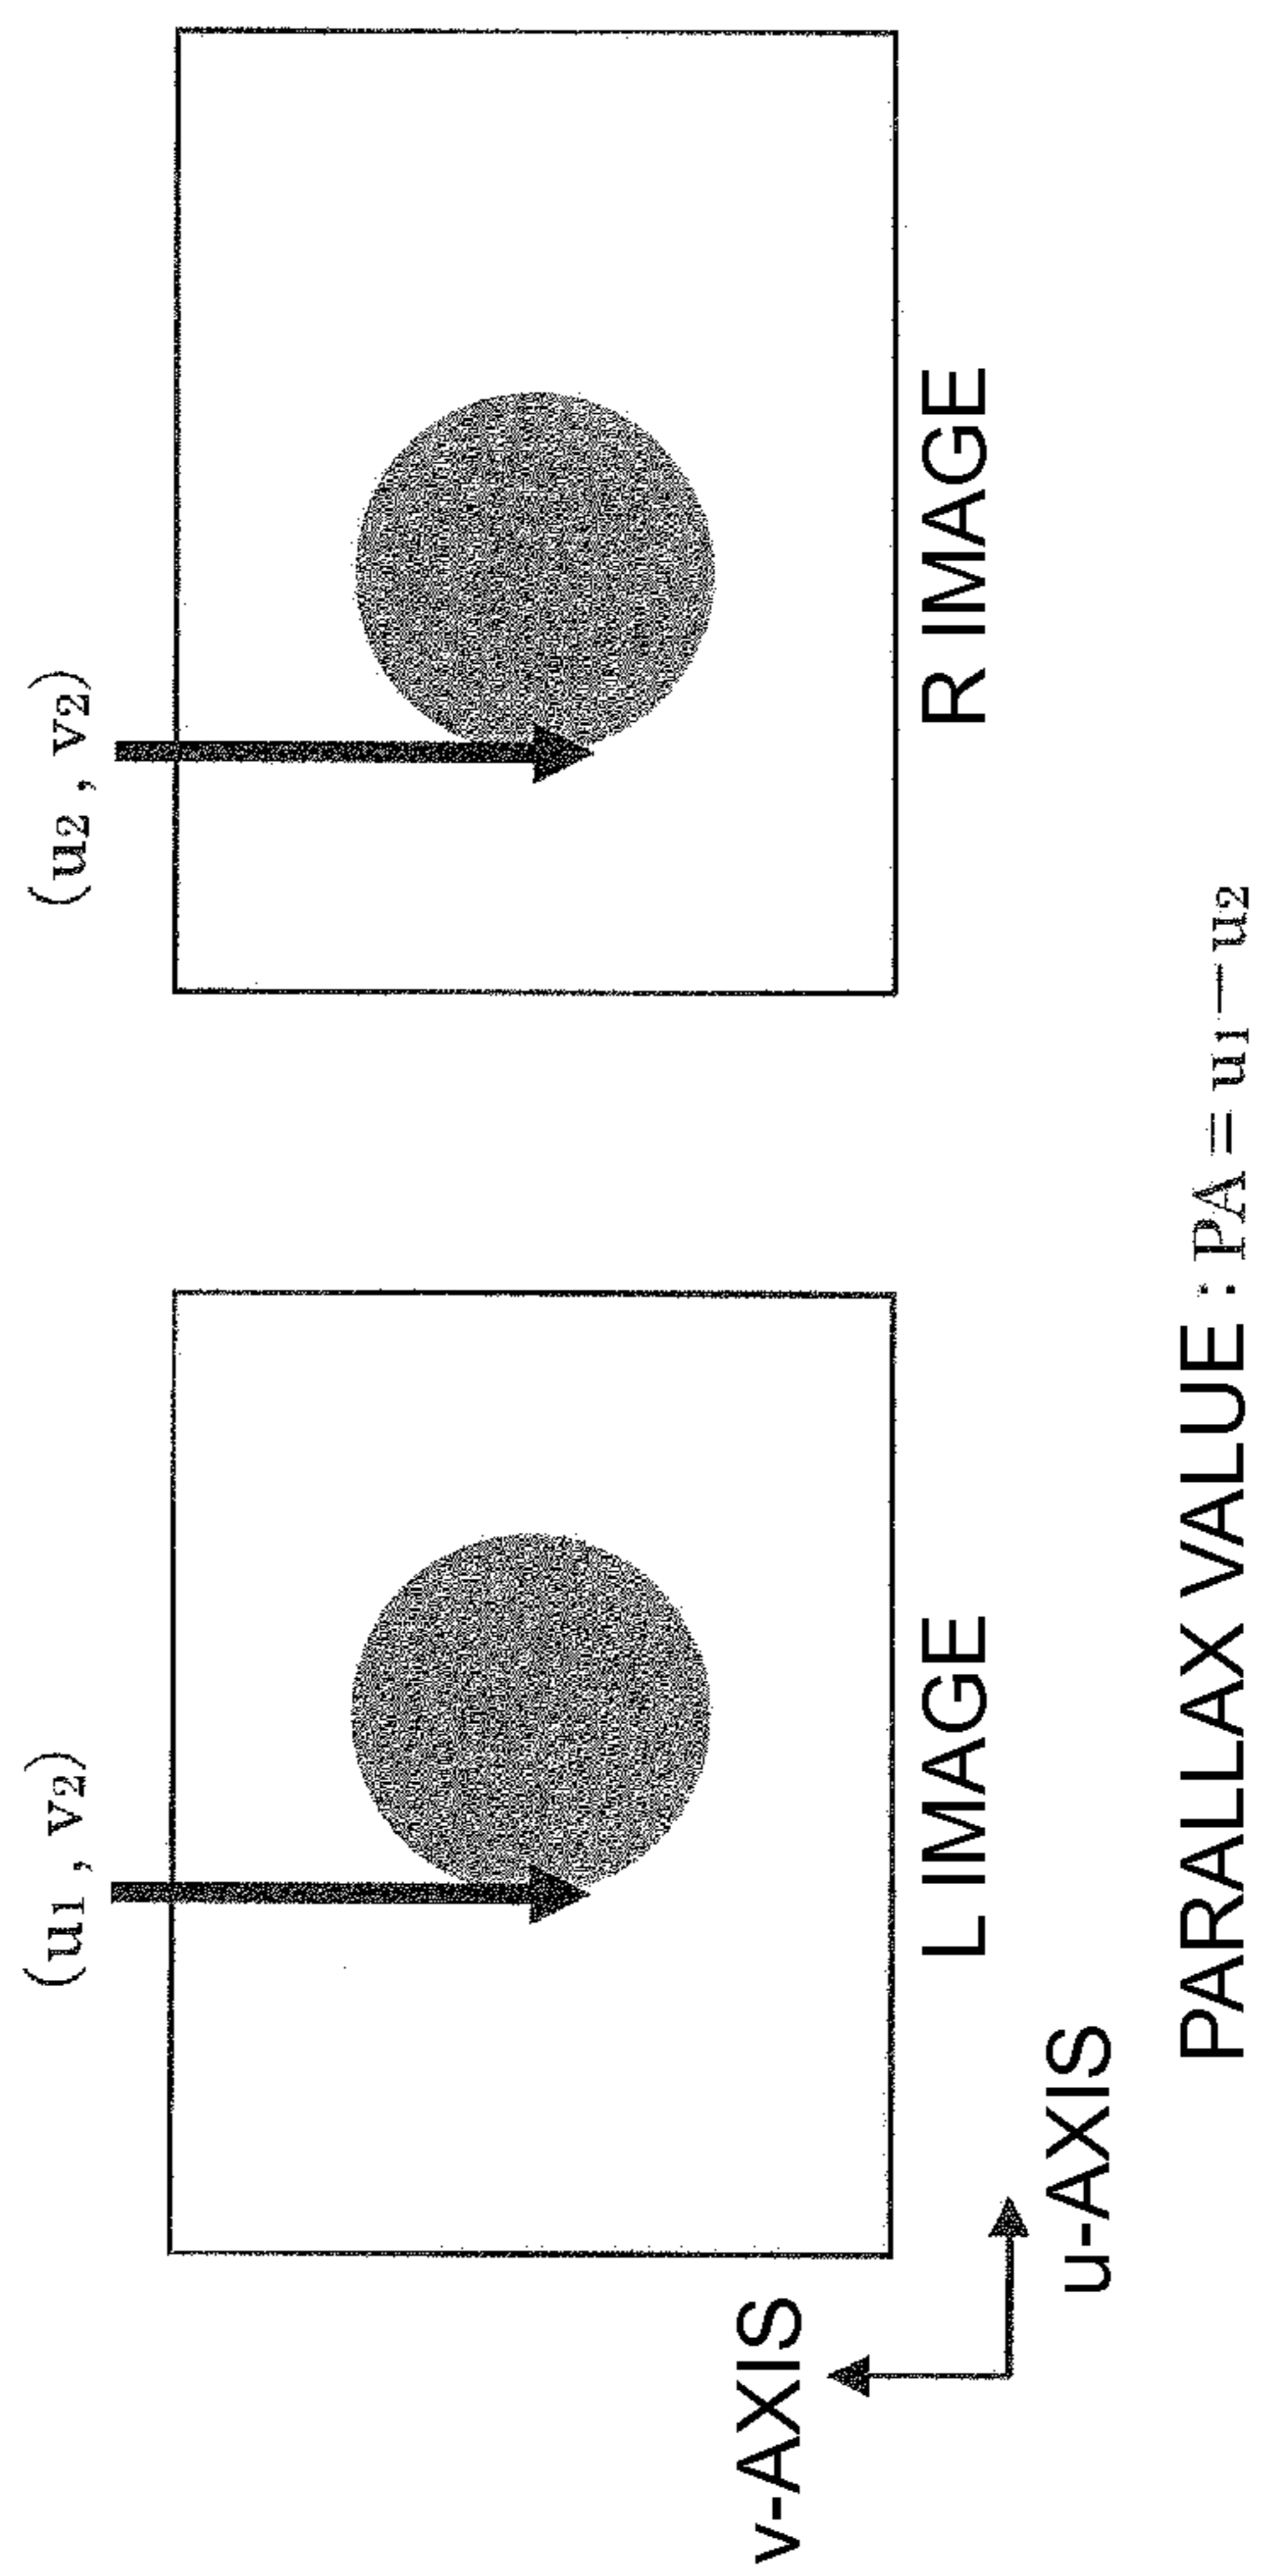 (u1 , v2)
(u2 , v2)
L IMAGE
R IMAGE
v-AXIS
u-AXIS
PARALLAX VALUE : PA = u1 − u2